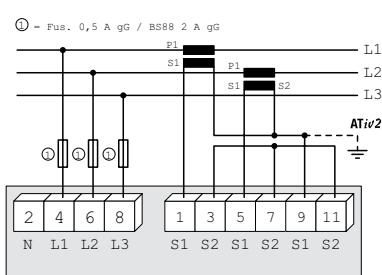 ① - Fus. 0,5 A gG / BS88 2 A gG
P1 L1
S1 P1 L2
S1 S2 L3
ATiv2
① ① ①
2 4 6 8 1 3 5 7 9 11
N L1 L2 L3 S1 S2 S1 S2 S1 S2